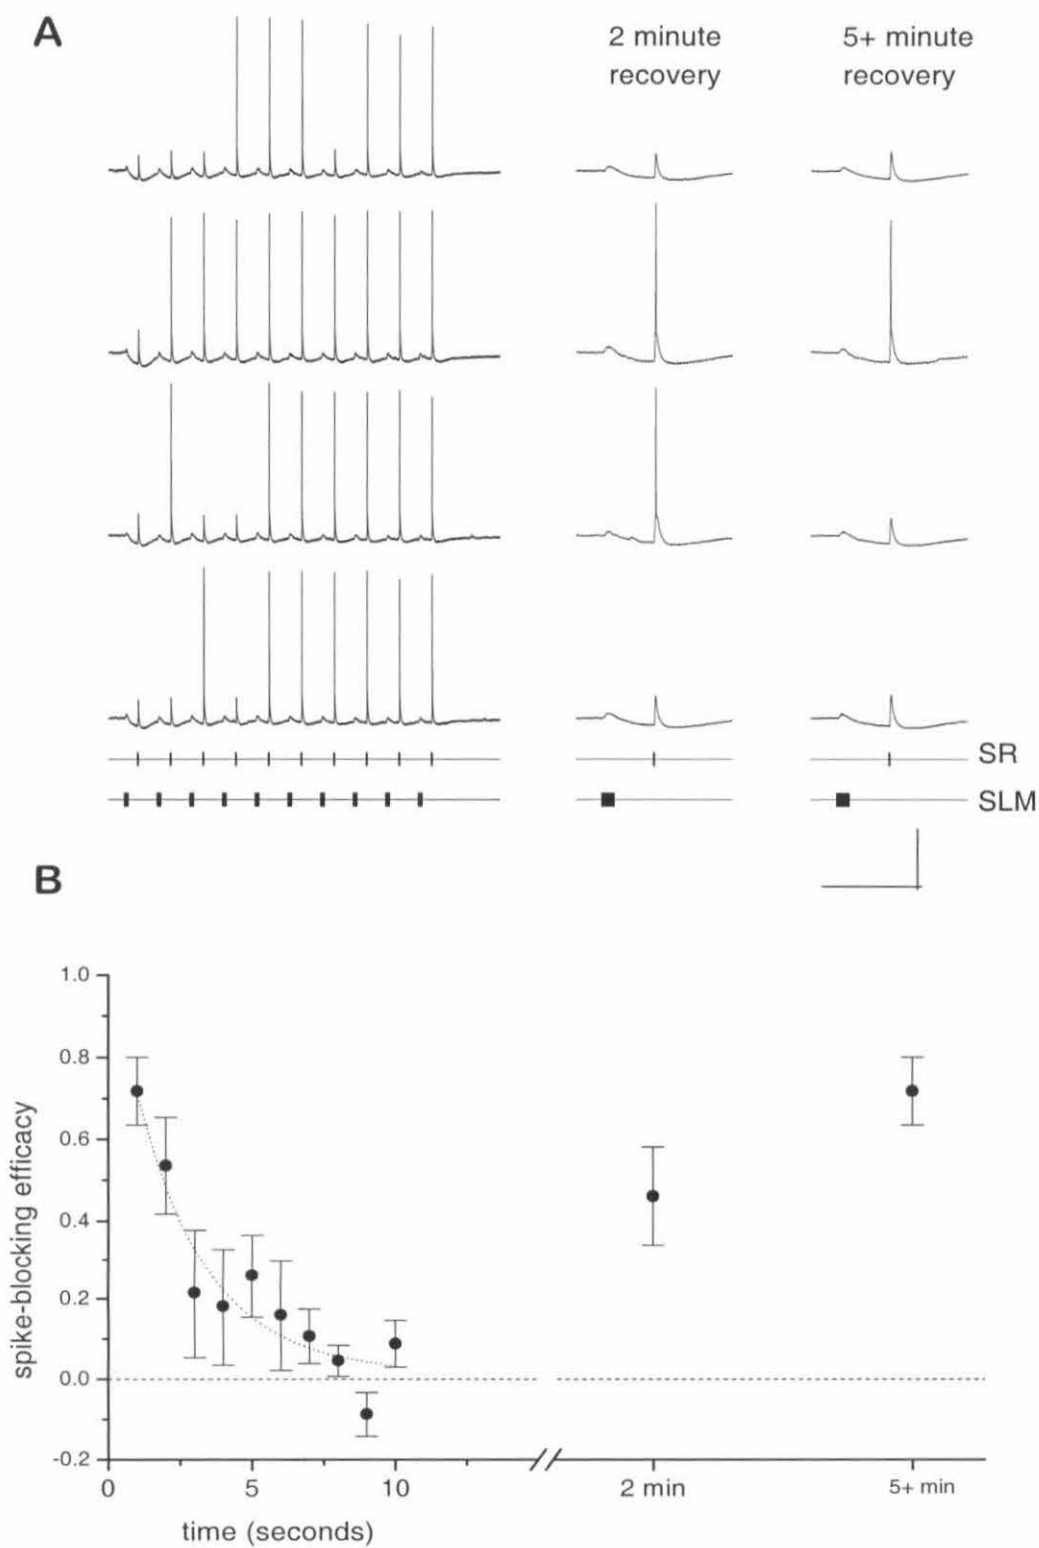 A
2 minute
recovery
5+ minute
recovery
SR
SLM
B
1.0
0.8
0.6
0.4
0.2
0.0
-0.2
spike-blocking efficacy
0
5
10
2 min
5+ min
time (seconds)